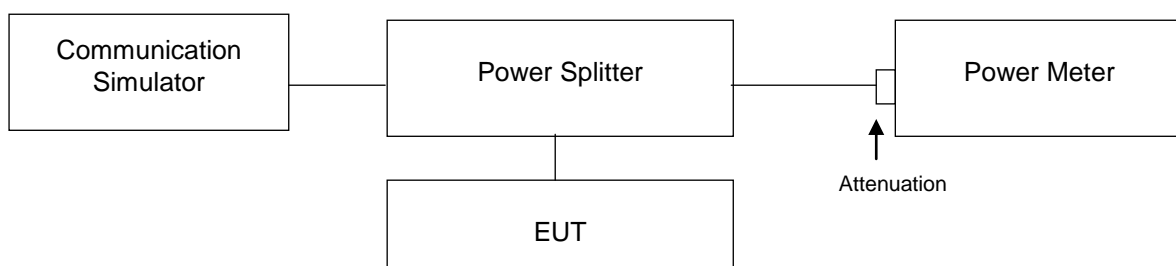 Communication
Simulator
Power Splitter
Power Meter
Attenuation
EUT